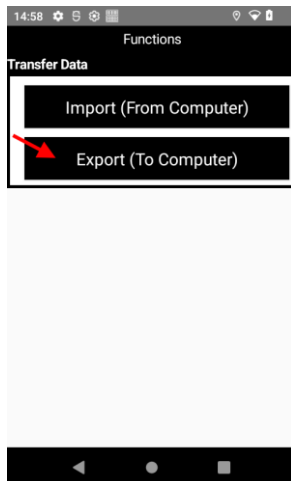 14:58
Functions
Transfer Data
Import (From Computer)
Export (To Computer)